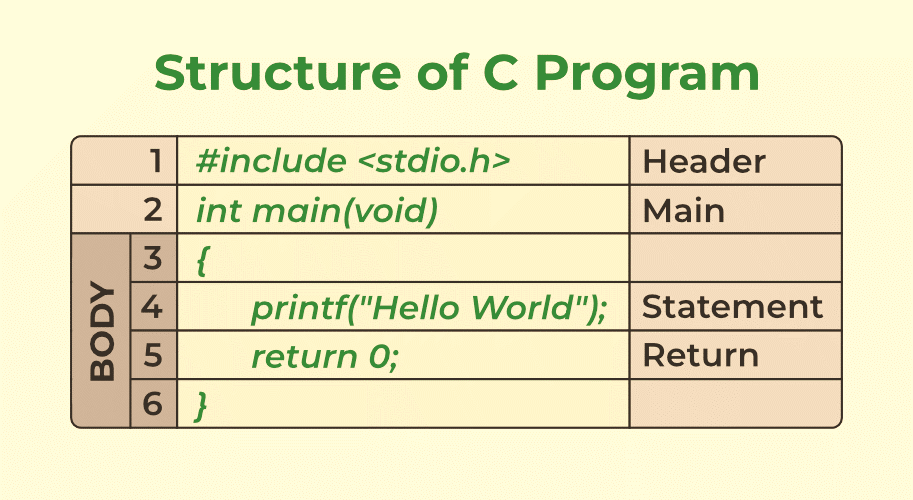 Structure of C Program
1 #include <stdio.h> Header
2 int main(void) Main
BODY
3 {
4 printf("Hello World"); Statement
5 return 0; Return
6 }